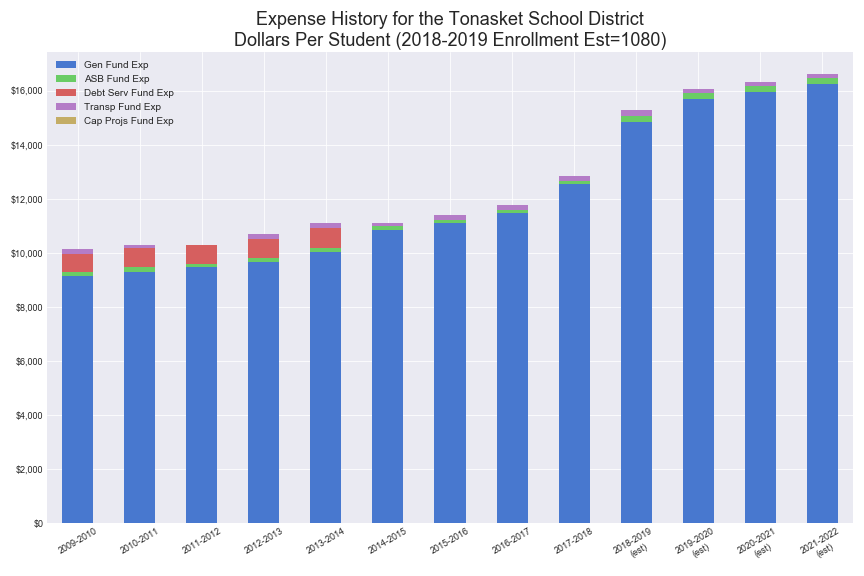 Expense History for the Tonasket School District
Dollars Per Student (2018-2019 Enrollment Est=1080)
Gen Fund Exp
ASB Fund Exp
Debt Serv Fund Exp
Transp Fund Exp
Cap Projs Fund Exp
$16,000
$14,000
$12,000
$10,000
$8,000
$6,000
$4,000
$2,000
$0
2009-2010
2010-2011
2011-2012
2012-2013
2013-2014
2014-2015
2015-2016
2016-2017
2017-2018
2018-2019
(est)
2019-2020
(est)
2020-2021
(est)
2021-2022
(est)